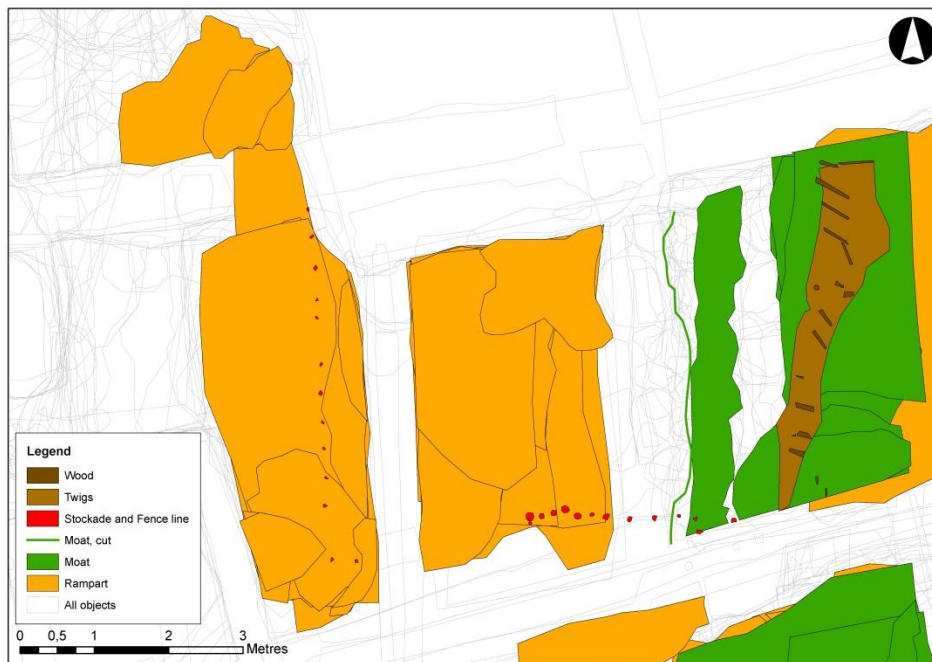 Legend
Wood
Twigs
Stockade and Fence line
Moat, cut
Moat
Rampart
All objects
0 0,5 1 2 3
Metres